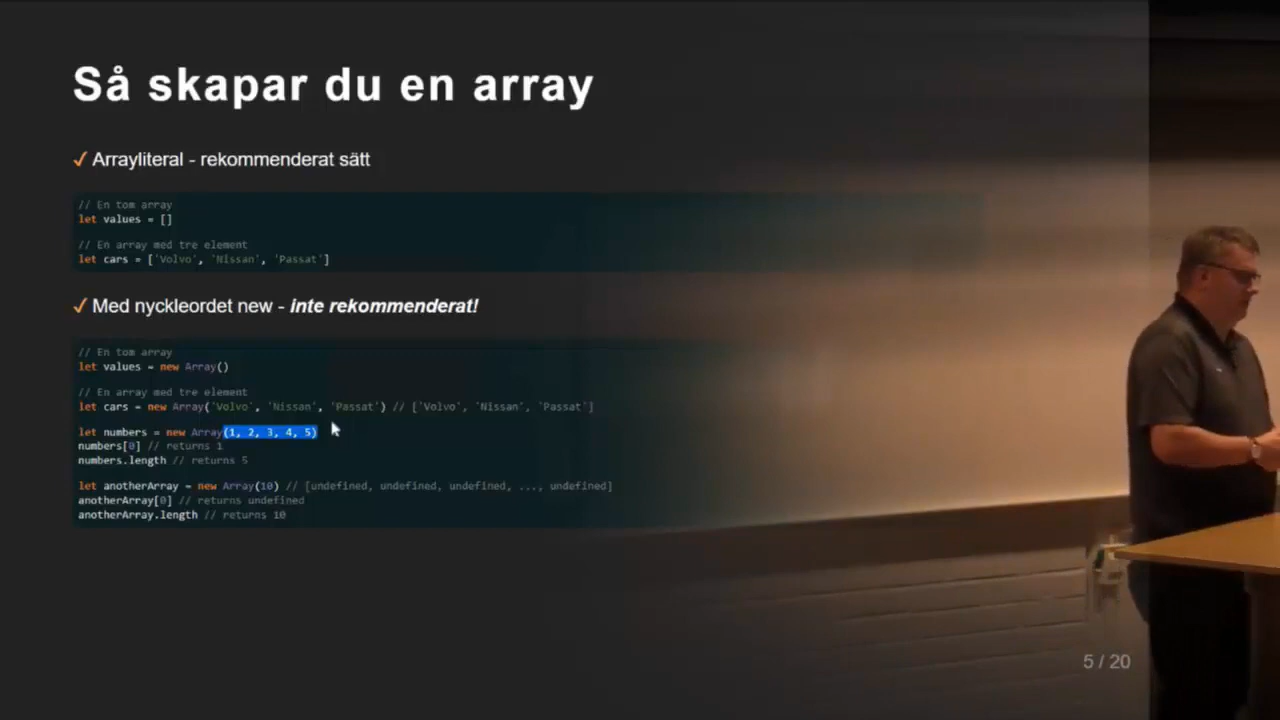 Så skapar du en array
✓ Arrayliteral - rekommenderat sätt
// En tom array
let values = []
// En array med tre element
let cars = ['Volvo', 'Nissan', 'Passat']
✓ Med nyckleordet new - inte rekommenderat!
// En tom array
let values = new Array()
// En array med tre element
let cars = new Array('Volvo', 'Nissan', 'Passat') // ['Volvo', 'Nissan', 'Passat']
let numbers = new Array(1, 2, 3, 4, 5)
numbers[0] // returns 1
numbers.length // returns 5
let anotherArray = new Array(10) // [undefined, undefined, undefined, ..., undefined]
anotherArray[0] // returns undefined
anotherArray.length // returns 10
5 / 20